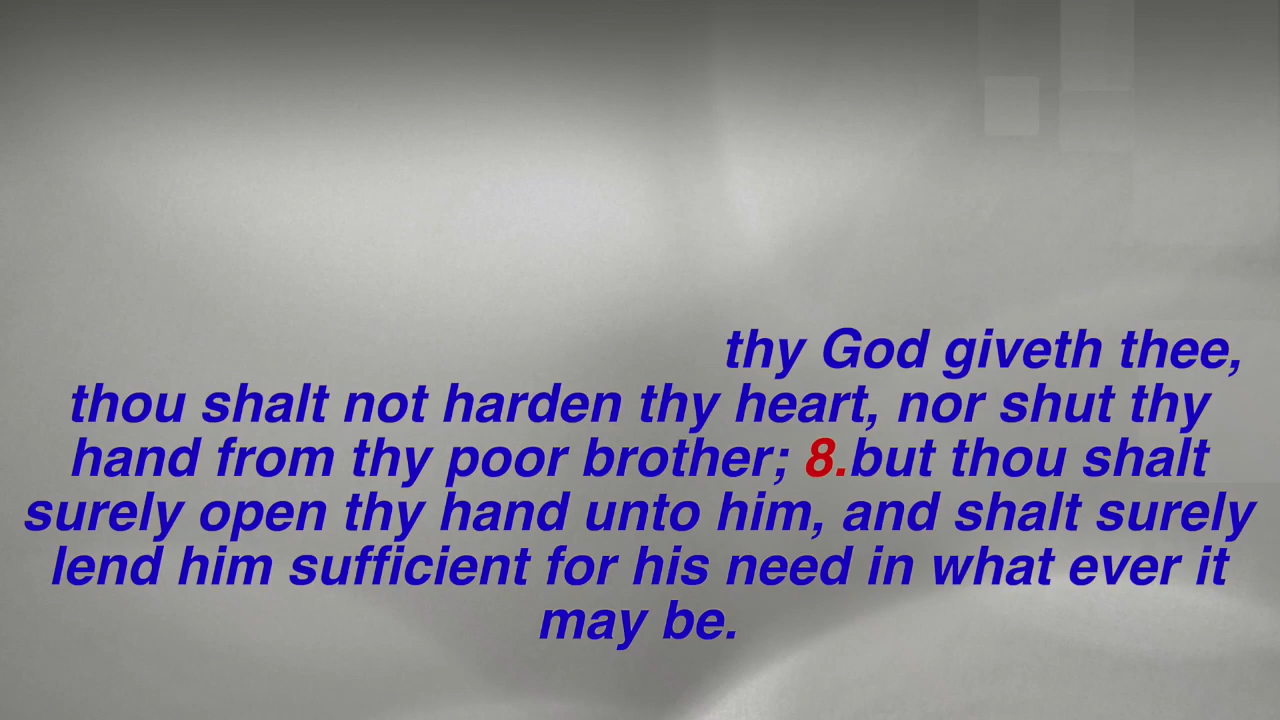 thy God giveth thee,
thou shalt not harden thy heart, nor shut thy
hand from thy poor brother; 8.but thou shalt
surely open thy hand unto him, and shalt surely
lend him sufficient for his need in what ever it
may be.